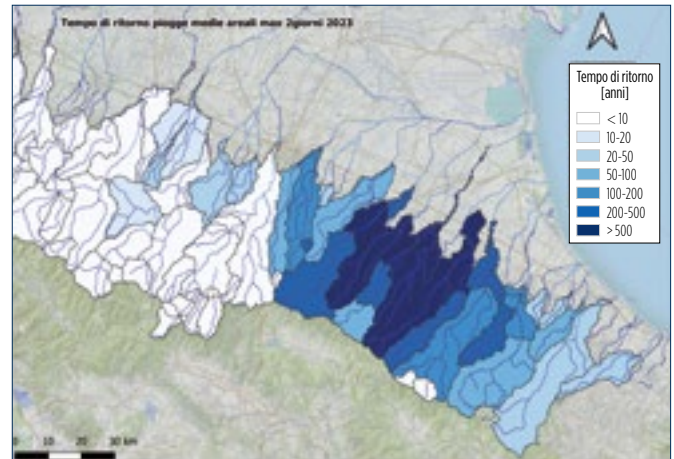 Tempo di ritorno piogge medie areali max 2giorni 2023
Tempo di ritorno
[anni]
< 10
10-20
20-50
50-100
100-200
200-500
> 500
0 10 20 30 km